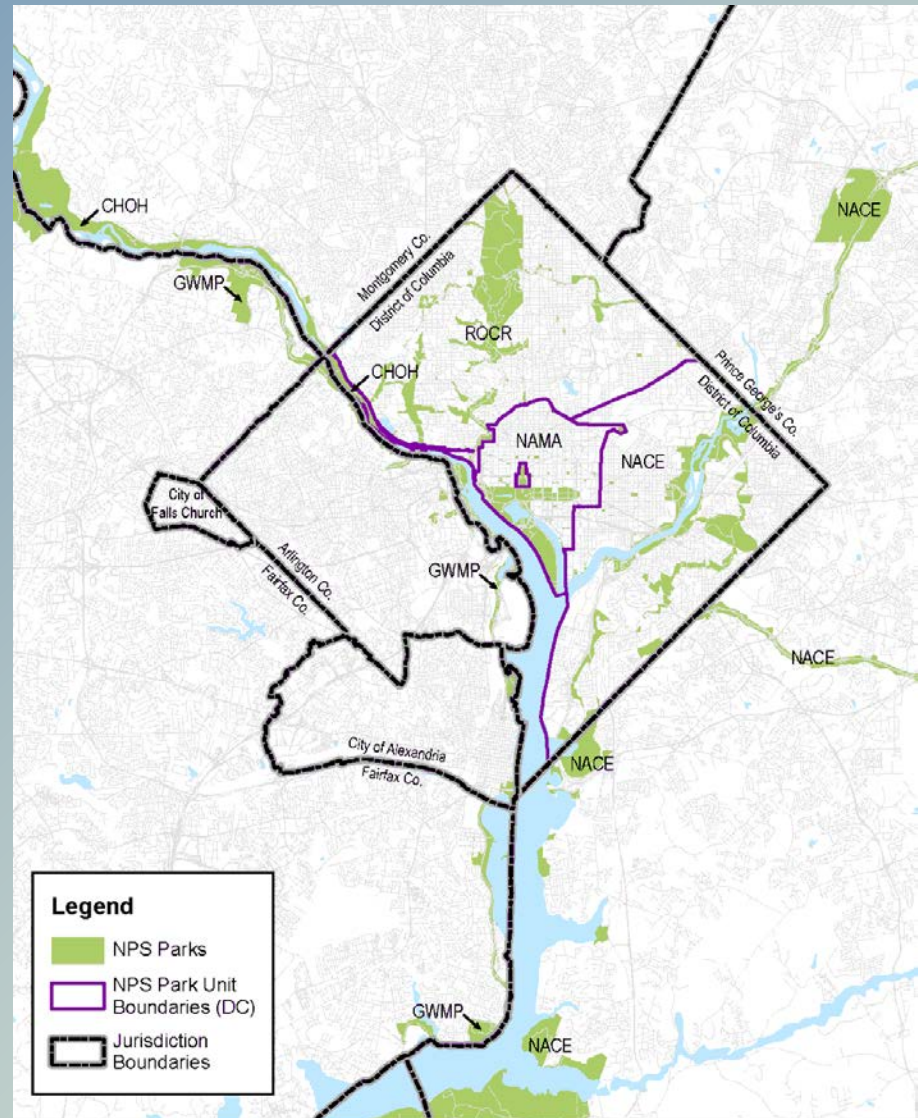 CHOH
NACE
Montgomery Co.
District of Columbia
GWMP
ROCR
CHOH
Prince George's Co.
District of Columbia
NAMA
NACE
City of
Falls Church
Arlington Co.
Fairfax Co.
GWMP
NACE
City of Alexandria
Fairfax Co.
NACE
Legend
NPS Parks
NPS Park Unit
Boundaries (DC)
Jurisdiction
Boundaries
GWMP
NACE